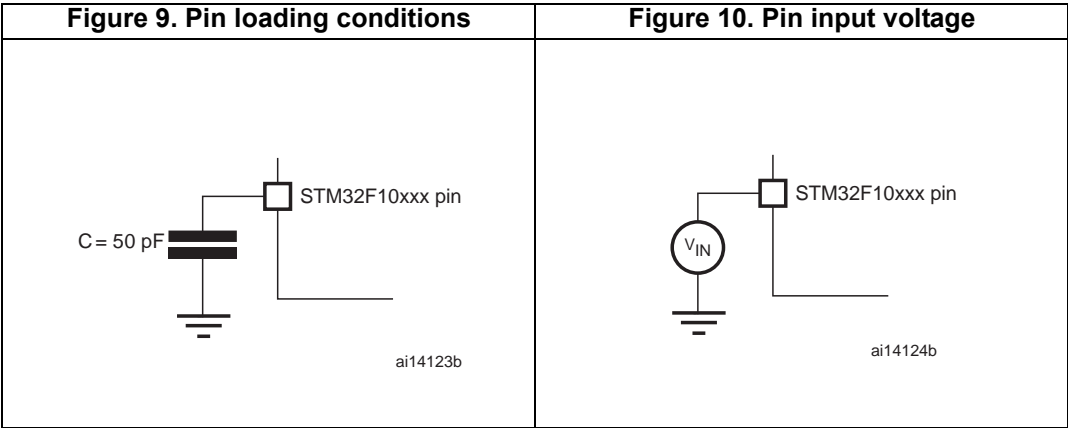 Figure 9. Pin loading conditions
Figure 10. Pin input voltage
STM32F10xxx pin
C = 50 pF
ai14123b
STM32F10xxx pin
VIN
ai14124b